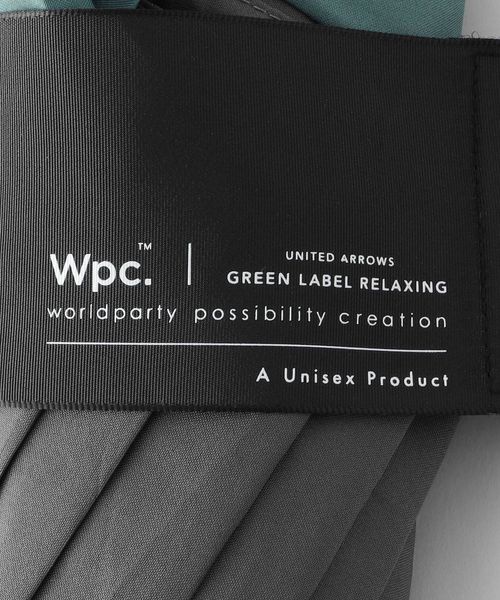 Wpc.™ | UNITED ARROWS
GREEN LABEL RELAXING
worldparty possibility creation
A Unisex Product